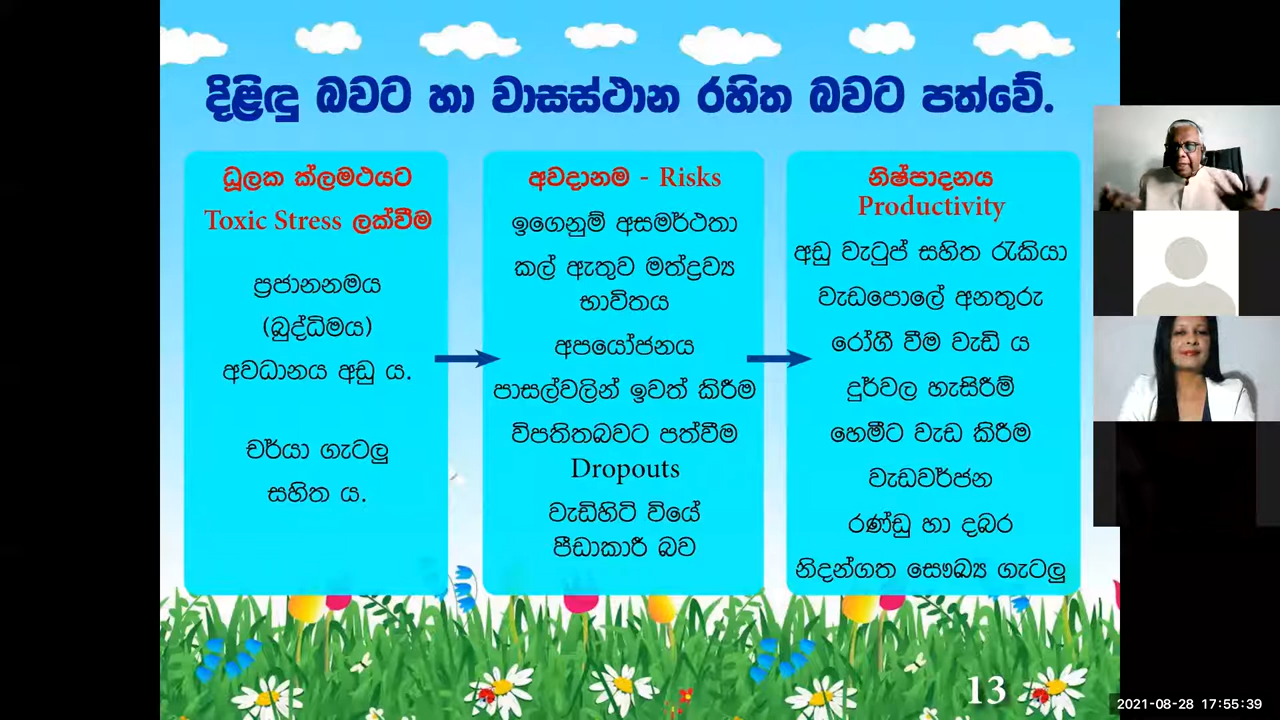 දිළිඳු බවට හා වාසස්ථාන රහිත බවට පත්වේ.
ධූලක ක්ලමථයට
Toxic Stress ලක්වීම
ප්‍රජානනමය
(බුද්ධිමය)
අවධානය අඩු ය.
චර්යා ගැටලු
සහිත ය.
අවදානම - Risks
ඉගෙනුම් අසමර්ථතා
කල් ඇතුව මත්ද්‍රව්‍ය
භාවිතය
අපයෝජනය
පාසල්වලින් ඉවත් කිරීම
විපතිතබවට පත්වීම
Dropouts
වැඩිහිටි වියේ
පීඩාකාරී බව
නිෂ්පාදනය
Productivity
අඩු වැටුප් සහිත රැකියා
වැඩපොලේ අනතුරු
රෝගී වීම වැඩි ය
දුර්වල හැසිරීම්
හෙමීට වැඩ කිරීම
වැඩවර්ජන
රණ්ඩු හා දබර
නිදන්ගත සෞඛ්‍ය ගැටලු
13
2021-08-28 17:55:39